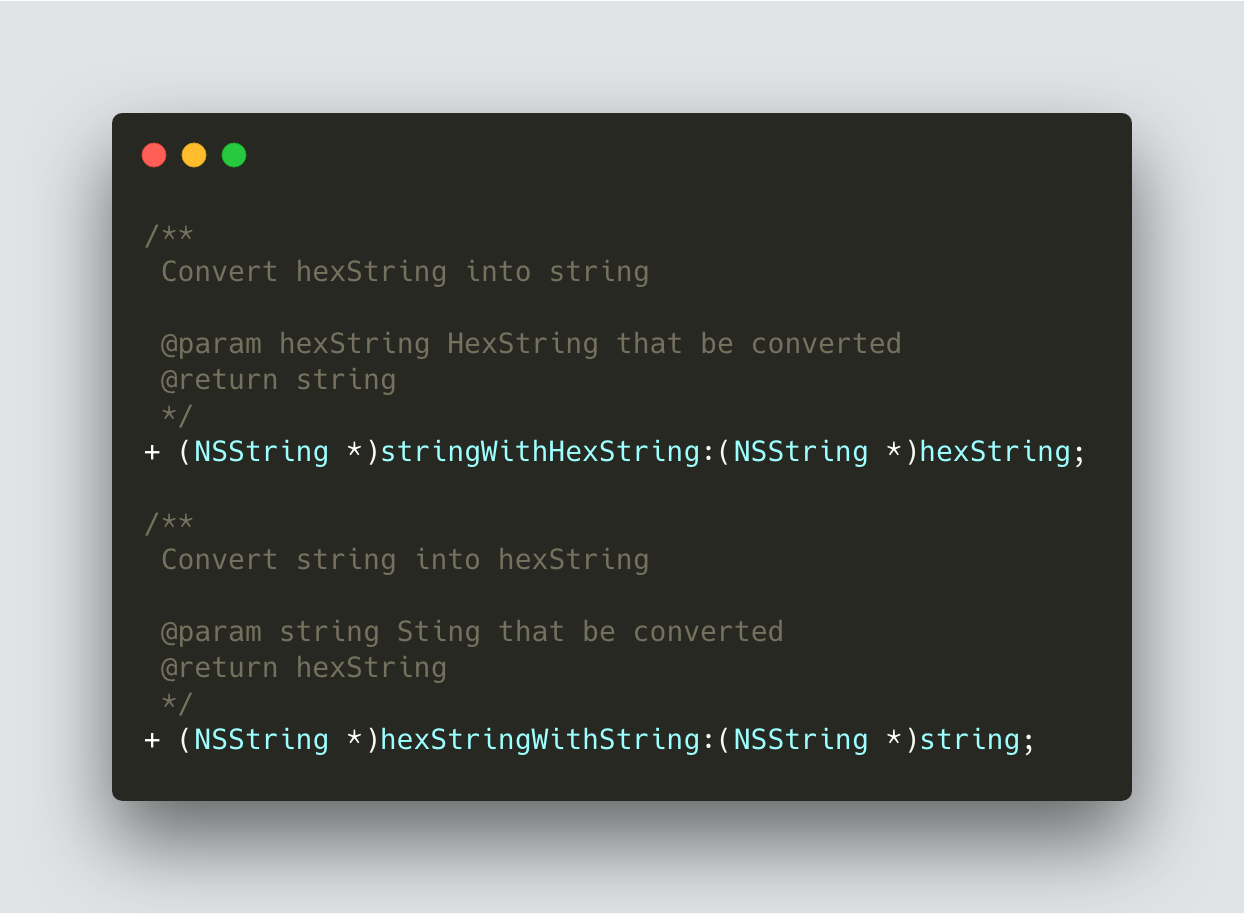 /**
 Convert hexString into string

 @param hexString HexString that be converted
 @return string
 */
+ (NSString *)stringWithHexString:(NSString *)hexString;

/**
 Convert string into hexString

 @param string Sting that be converted
 @return hexString
 */
+ (NSString *)hexStringWithString:(NSString *)string;